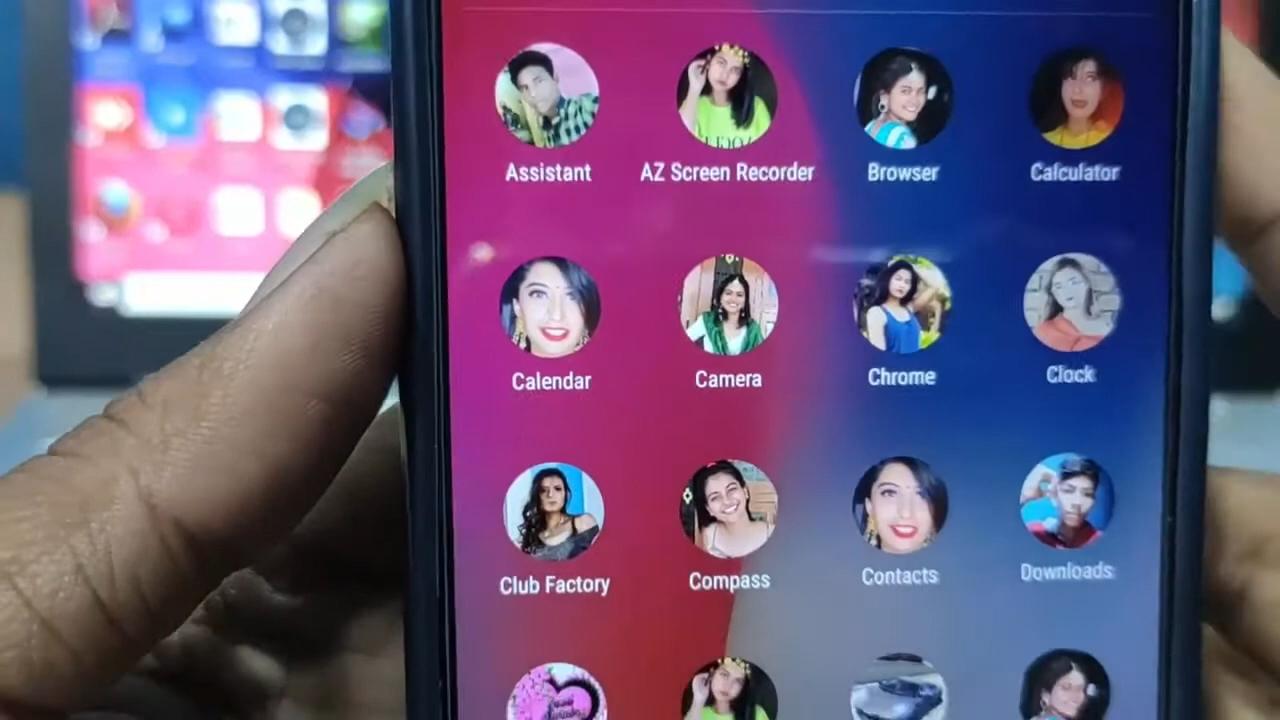 Assistant
AZ Screen Recorder
Browser
Calculator
Calendar
Camera
Chrome
Clock
Club Factory
Compass
Contacts
Downloads